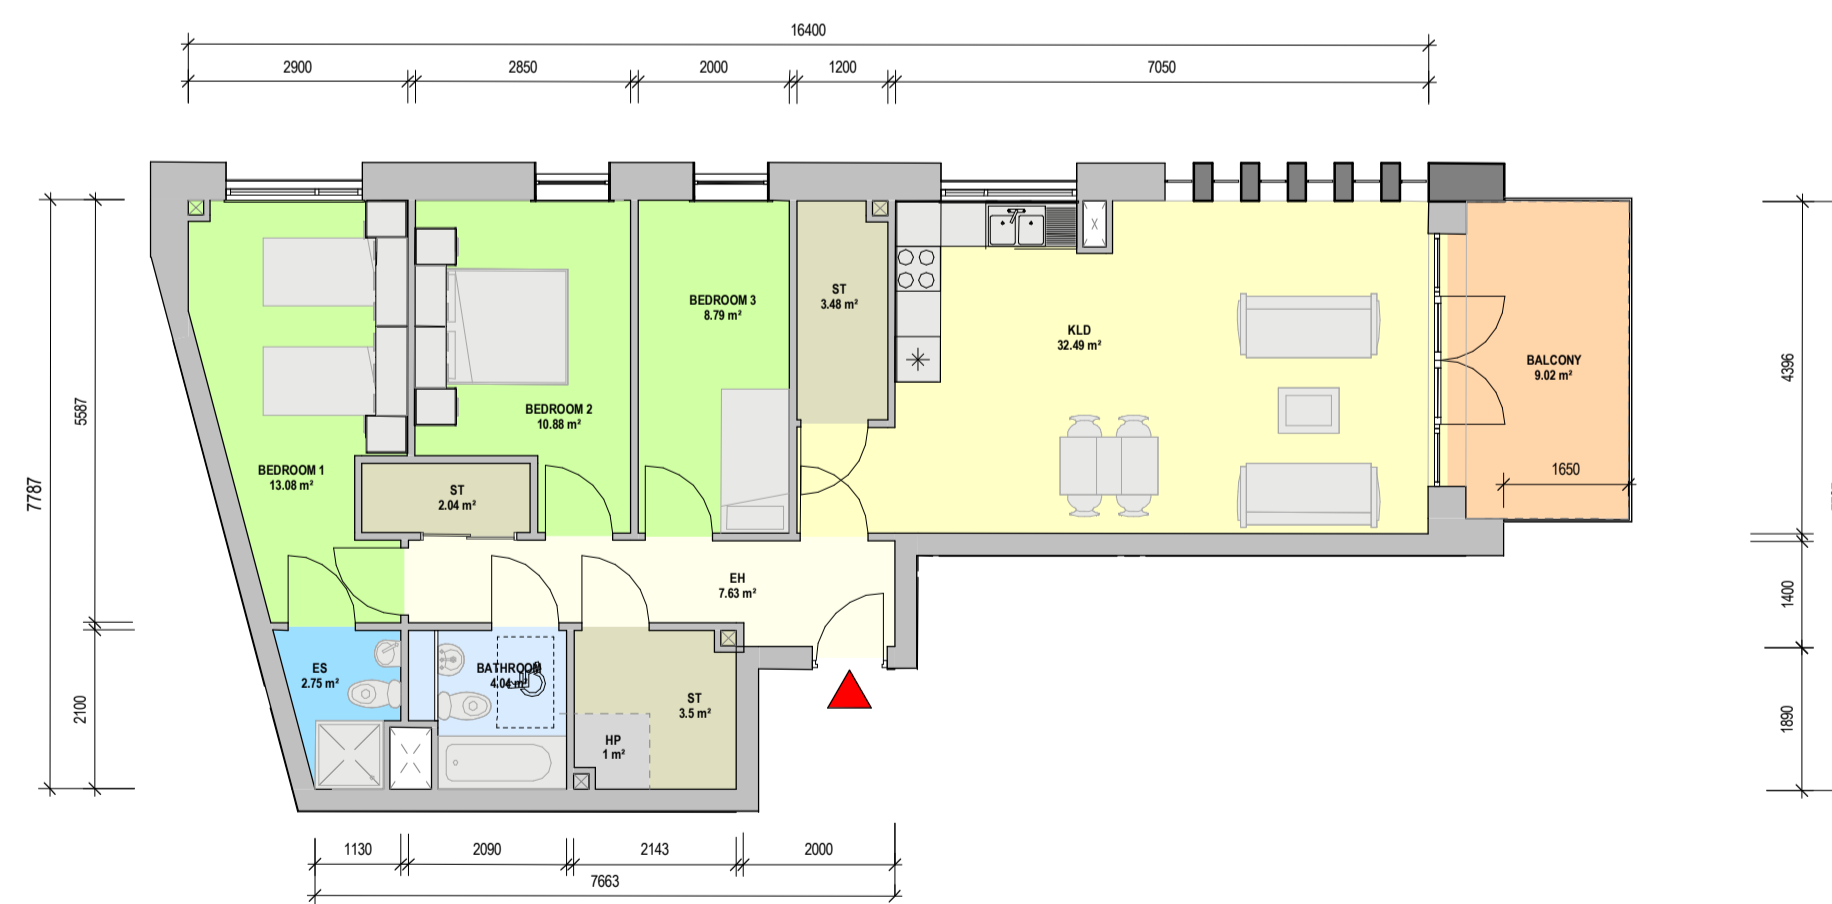 16400
2900
2850
2000
1200
7050
7787
5587
2100
BEDROOM 1
13.08 m²
BEDROOM 2
10.88 m²
BEDROOM 3
8.79 m²
ST
3.48 m²
KLD
32.49 m²
BALCONY
9.02 m²
1650
ST
2.04 m²
EH
7.63 m²
ES
2.75 m²
BATHROOM
4.04 m²
ST
3.5 m²
HP
1 m²
4396
1400
1890
1130
2090
2143
2000
7663